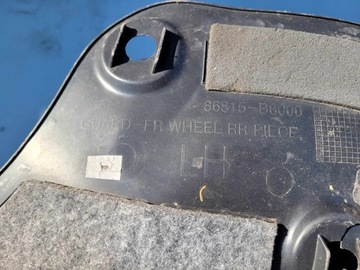 86815-B8000
GUARD-FR WHEEL RR PIECE
LH